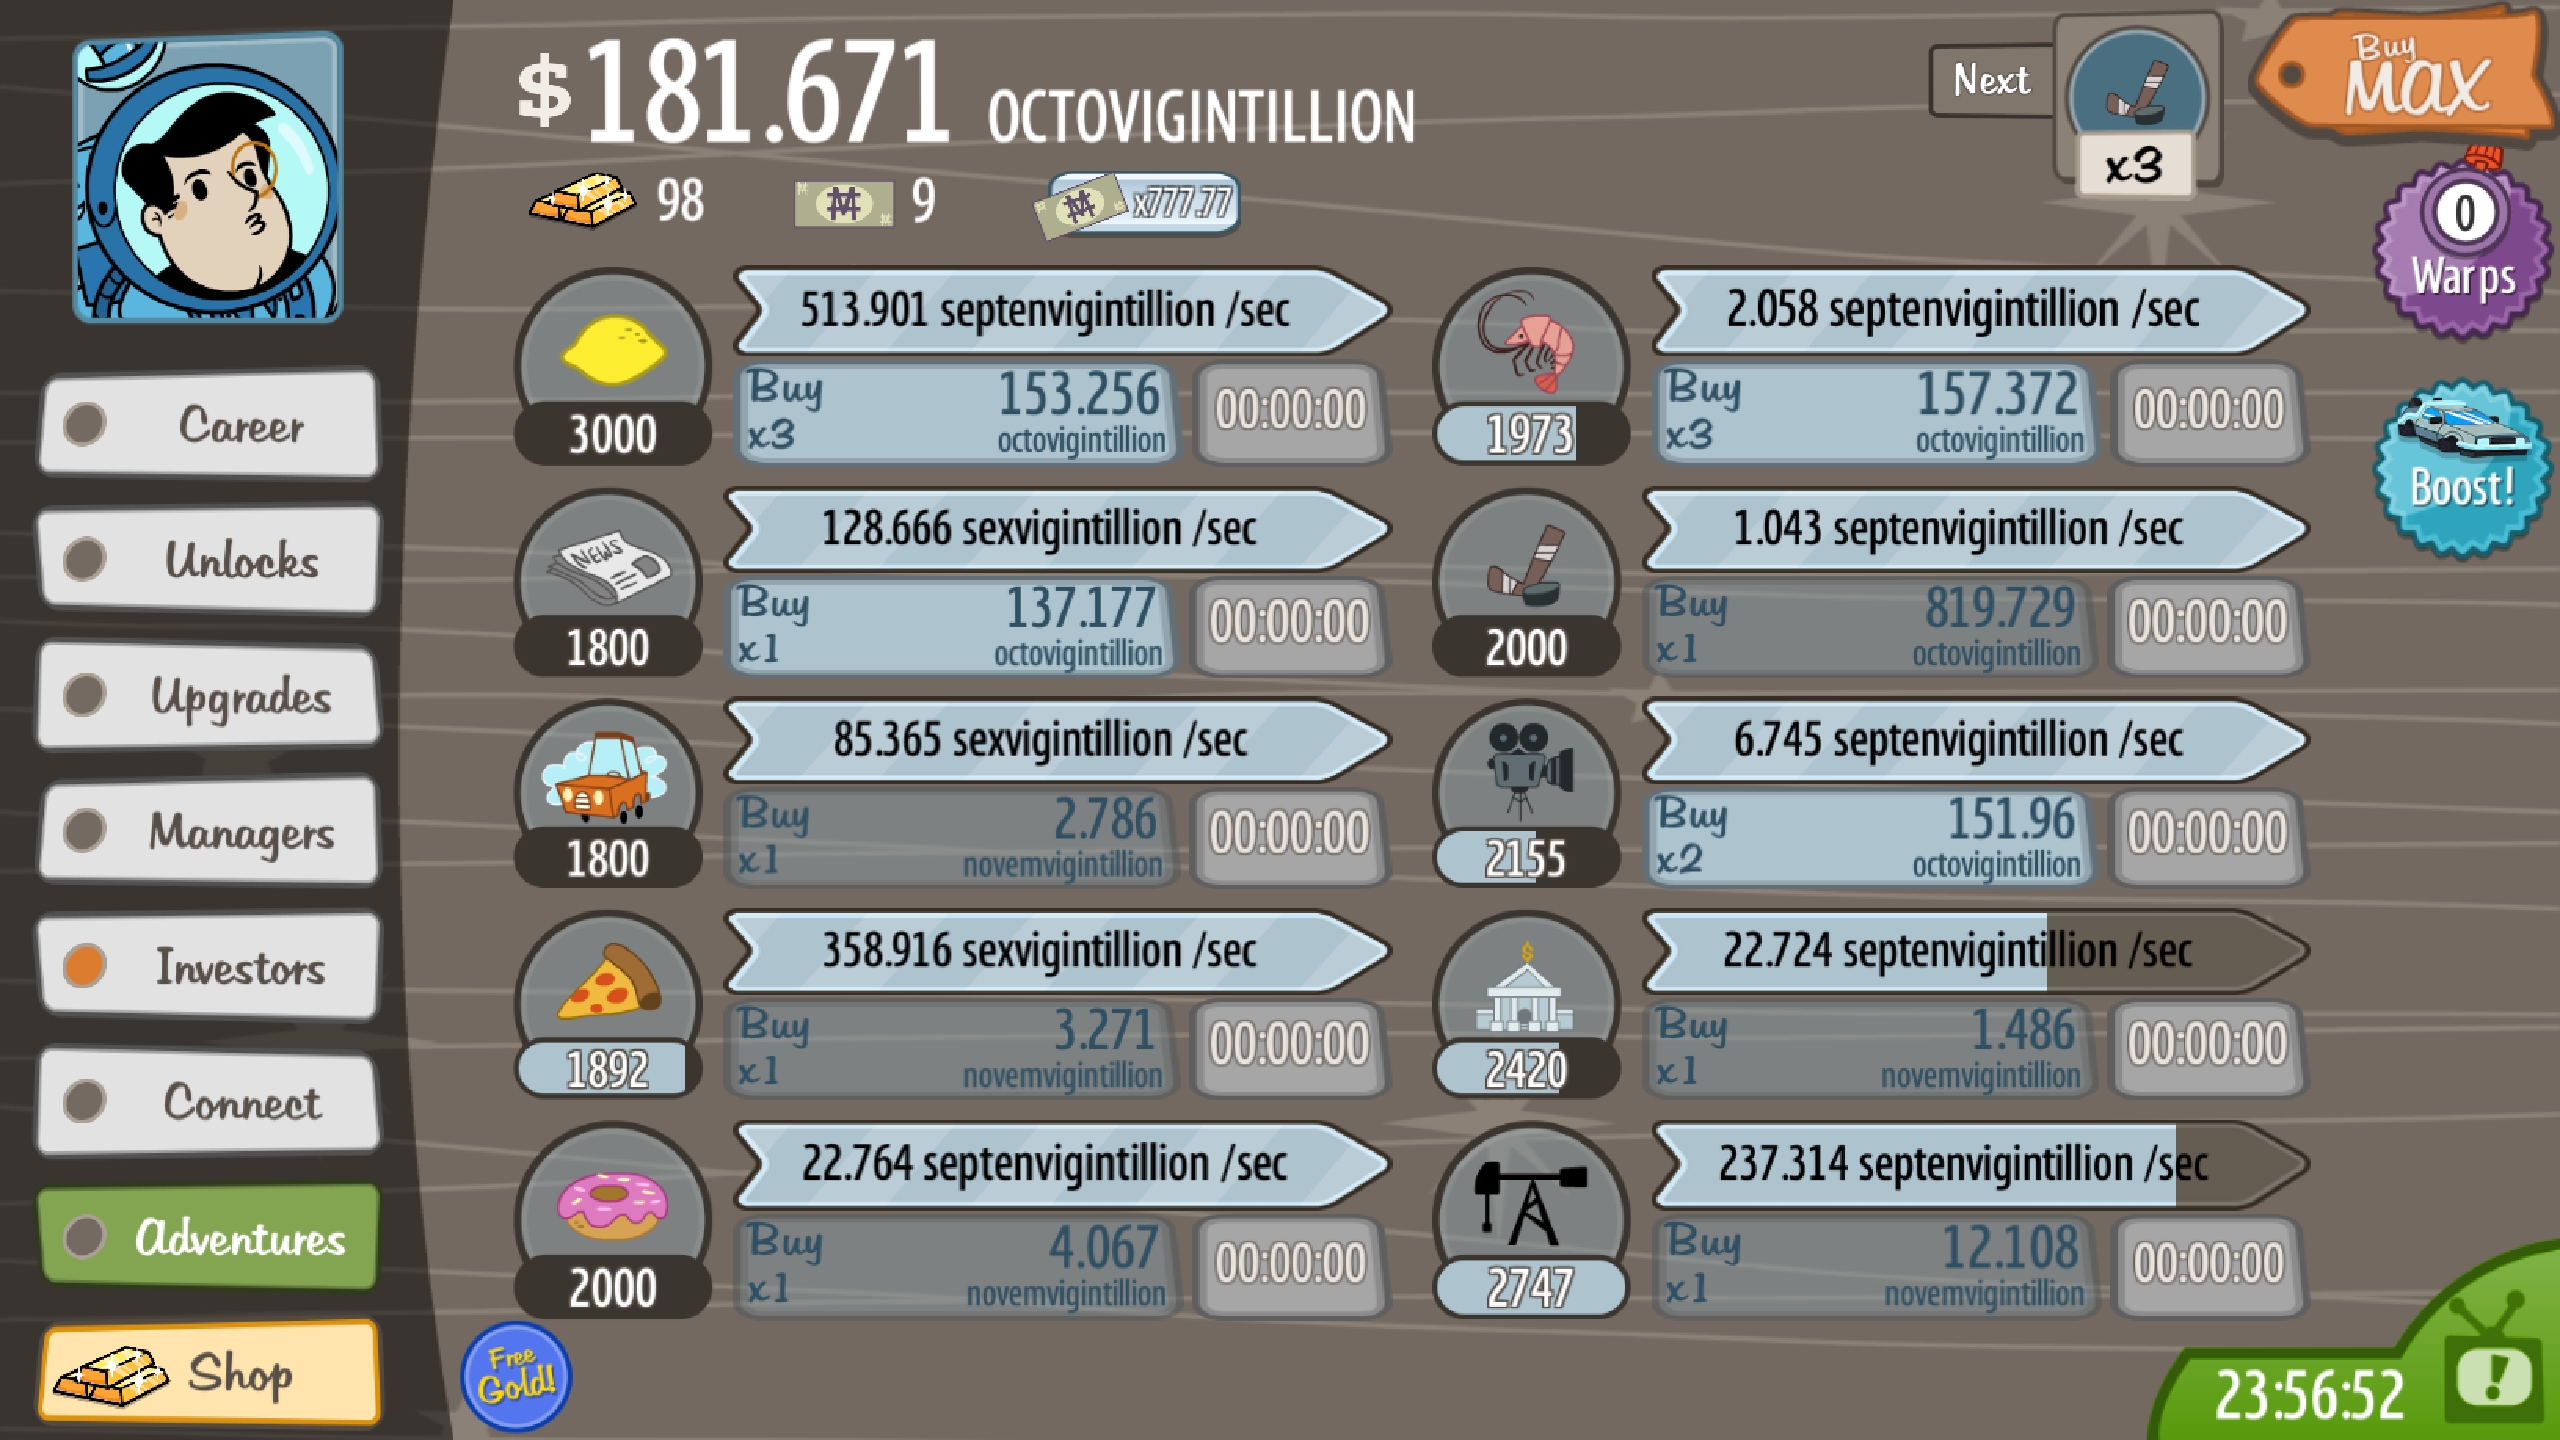 $181.671 OCTOVIGINTILLION
Next
x3
Buy
MAX
98
9
x777.77
0
Warps
Boost!
Career
Unlocks
Upgrades
Managers
Investors
Connect
Adventures
Shop
513.901 septenvigintillion /sec
3000
Buy
x3
153.256
octovigintillion
00:00:00
2.058 septenvigintillion /sec
1973
Buy
x3
157.372
octovigintillion
00:00:00
NEWS
128.666 sexvigintillion /sec
1800
Buy
x1
137.177
octovigintillion
00:00:00
1.043 septenvigintillion /sec
2000
Buy
x1
819.729
octovigintillion
00:00:00
85.365 sexvigintillion /sec
1800
Buy
x1
2.786
novemvigintillion
00:00:00
6.745 septenvigintillion /sec
2155
Buy
x2
151.96
octovigintillion
00:00:00
358.916 sexvigintillion /sec
1892
Buy
x1
3.271
novemvigintillion
00:00:00
$
22.724 septenvigintillion /sec
2420
Buy
x1
1.486
novemvigintillion
00:00:00
22.764 septenvigintillion /sec
2000
Buy
x1
4.067
novemvigintillion
00:00:00
237.314 septenvigintillion /sec
2747
Buy
x1
12.108
novemvigintillion
00:00:00
Free
Gold!
23:56:52
!